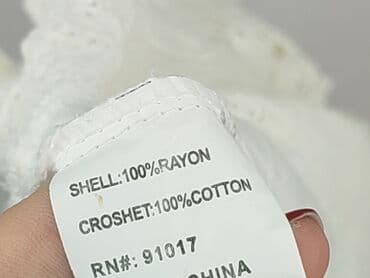 SHELL:100%RAYON
CROSHET:100%COTTON
RN#: 91017
CHINA